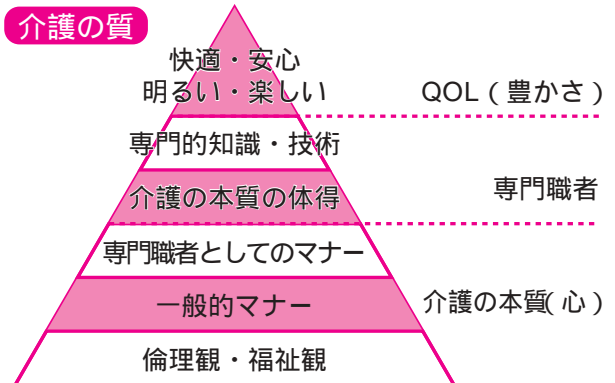 介護の質
快適・安心
明るい・楽しい
QOL(豊かさ)
専門的知識・技術
専門職者
介護の本質の体得
専門職者としてのマナー
一般的マナー
介護の本質(心)
倫理観・福祉観